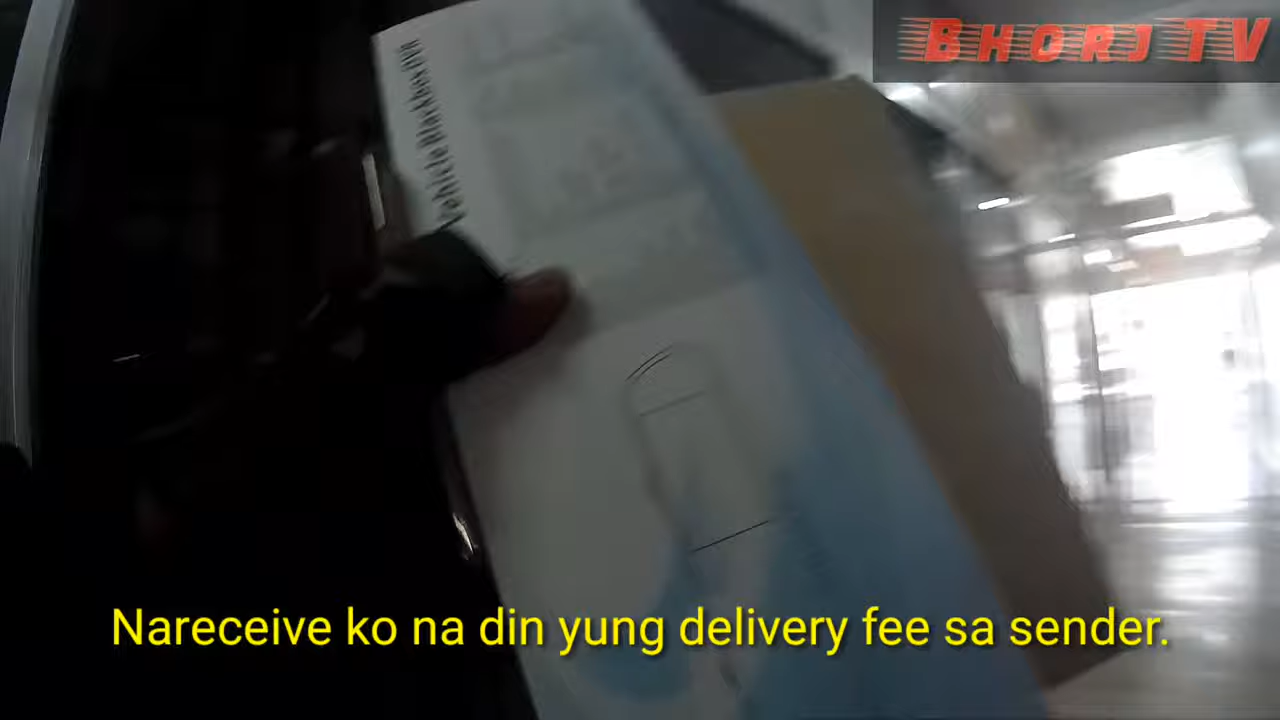 BHORJ TV
Vehicle Blackbox DVR
Nareceive ko na din yung delivery fee sa sender.